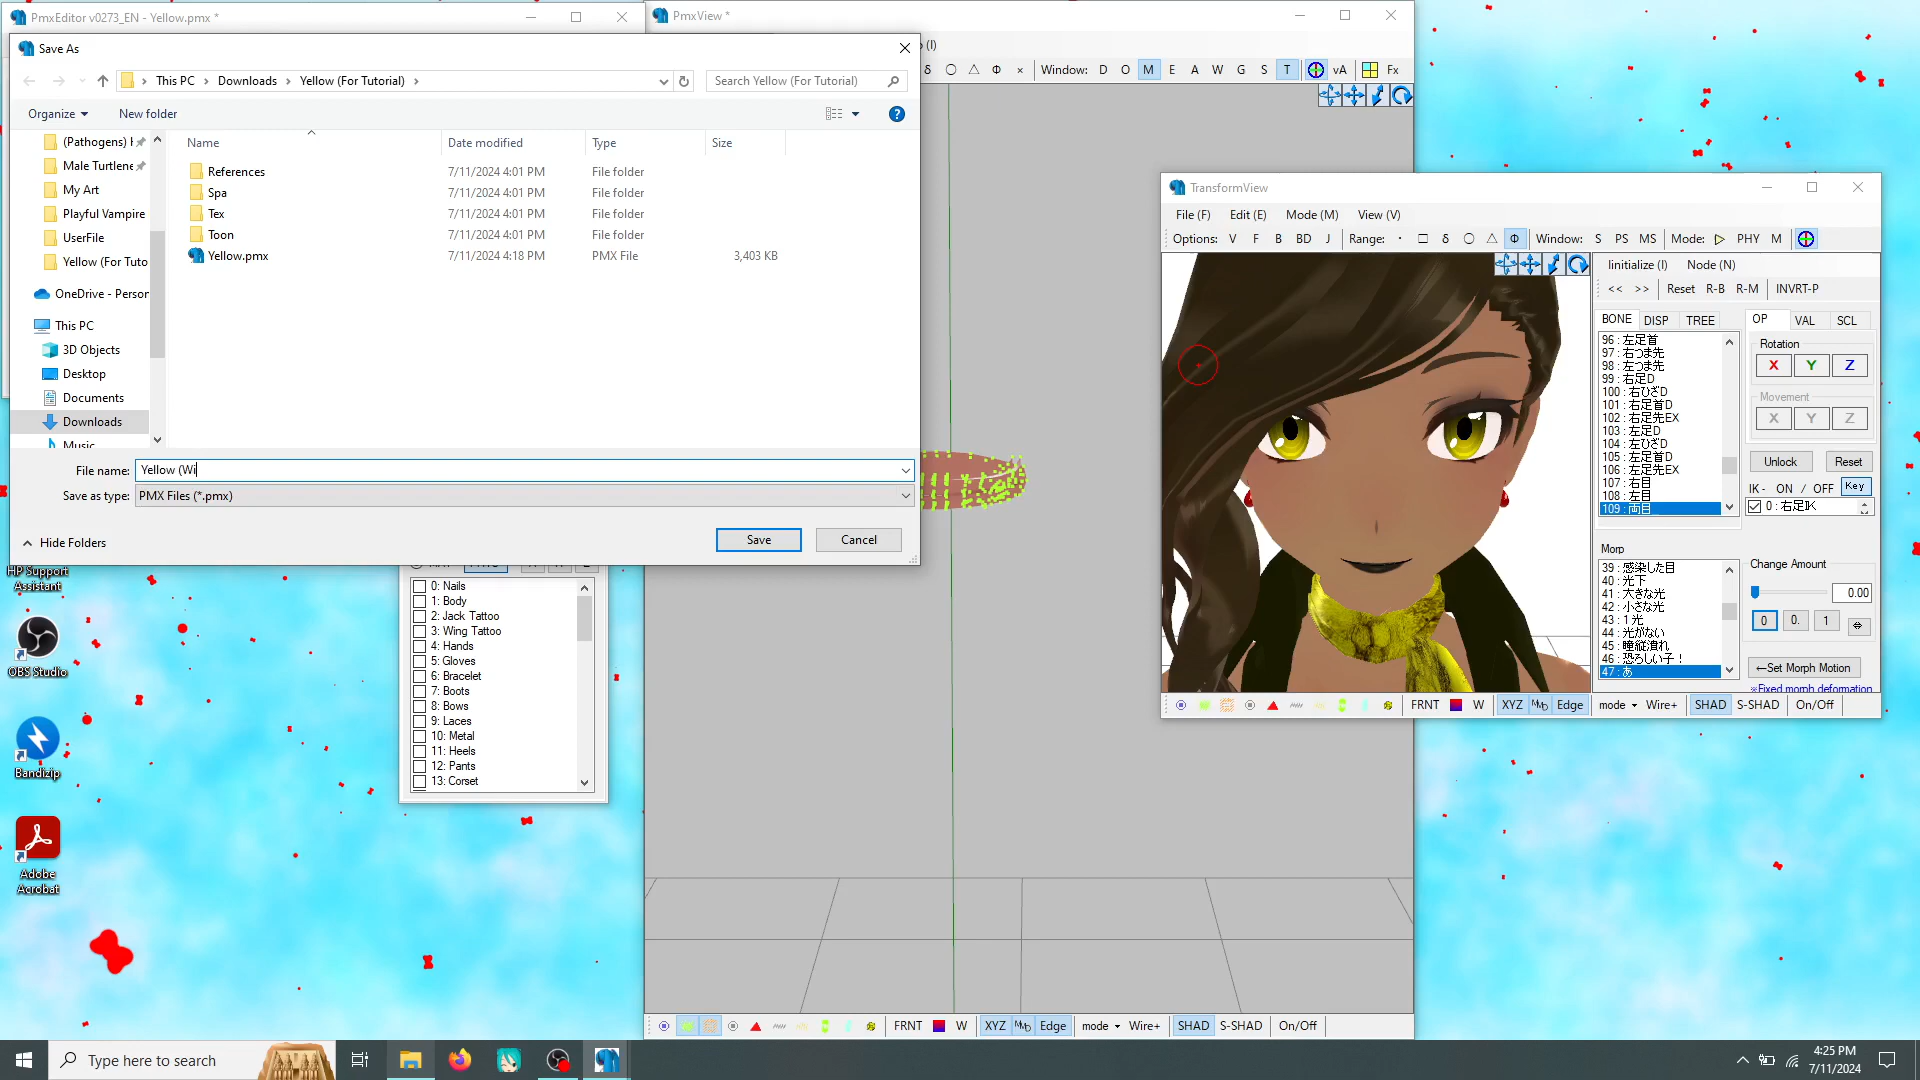 PmxEditor v0273_EN - Yellow.pmx *
PmxView *
Save As
(I)
This PC > Downloads > Yellow (For Tutorial) >
Search Yellow (For Tutorial)
δ Φ × Window: D O M E A W G S T vA Fx
Organize New folder
Name Date modified Type Size
(Pathogens)
Male Turtlene
My Art
Playful Vampire
UserFile
Yellow (For Tuto
OneDrive - Person
This PC
3D Objects
Desktop
Documents
Downloads
Music
References 7/11/2024 4:01 PM File folder
Spa 7/11/2024 4:01 PM File folder
Tex 7/11/2024 4:01 PM File folder
Toon 7/11/2024 4:01 PM File folder
Yellow.pmx 7/11/2024 4:18 PM PMX File 3,403 KB
File name: Yellow (Wi
Save as type: PMX Files (*.pmx)
Hide Folders
Save Cancel
TransformView
File (F) Edit (E) Mode (M) View (V)
Options: V F B BD J Range: δ Φ Window: S PS MS Mode: PHY M
Iinitialize (I) Node (N)
<< >> Reset R-B R-M INVRT-P
BONE DISP TREE
OP VAL SCL
96 : 左足首
97 : 右つま先
98 : 左つま先
99 : 右足D
100 : 右ひざD
101 : 右足首D
102 : 右足先EX
103 : 左足D
104 : 左ひざD
105 : 左足首D
106 : 左足先EX
107 : 右目
108 : 左目
109 : 両目
Rotation
X Y Z
Movement
X Y Z
Unlock Reset
IK - ON / OFF Key
0 : 右足IK
Morp
39 : 感染した目
40 : 光下
41 : 大きな光
42 : 小さな光
43 : 1光
44 : 光がない
45 : 瞳縦潰れ
46 : 恐ろしい子！
47 : あ
Change Amount
0.00
0 0. 1
←Set Morph Motion
※Fixed morph deformation
FRNT W XYZ Edge mode Wire+ SHAD S-SHAD On/Off
0: Nails
1: Body
2: Jack Tattoo
3: Wing Tattoo
4: Hands
5: Gloves
6: Bracelet
7: Boots
8: Bows
9: Laces
10: Metal
11: Heels
12: Pants
13: Corset
HP Support
Assistant
OBS Studio
Bandizip
Adobe
Acrobat
FRNT W XYZ Edge mode Wire+ SHAD S-SHAD On/Off
Type here to search
4:25 PM
7/11/2024